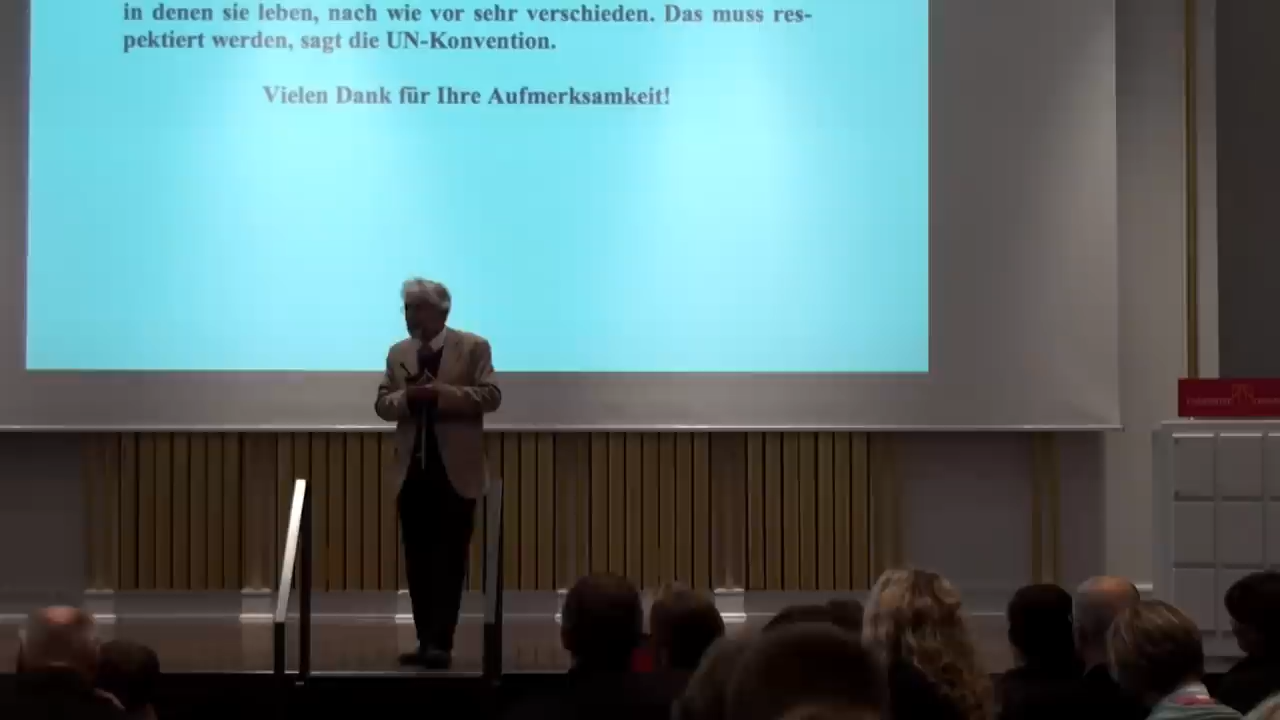 in denen sie leben, nach wie vor sehr verschieden. Das muss res-
pektiert werden, sagt die UN-Konvention.
Vielen Dank für Ihre Aufmerksamkeit!